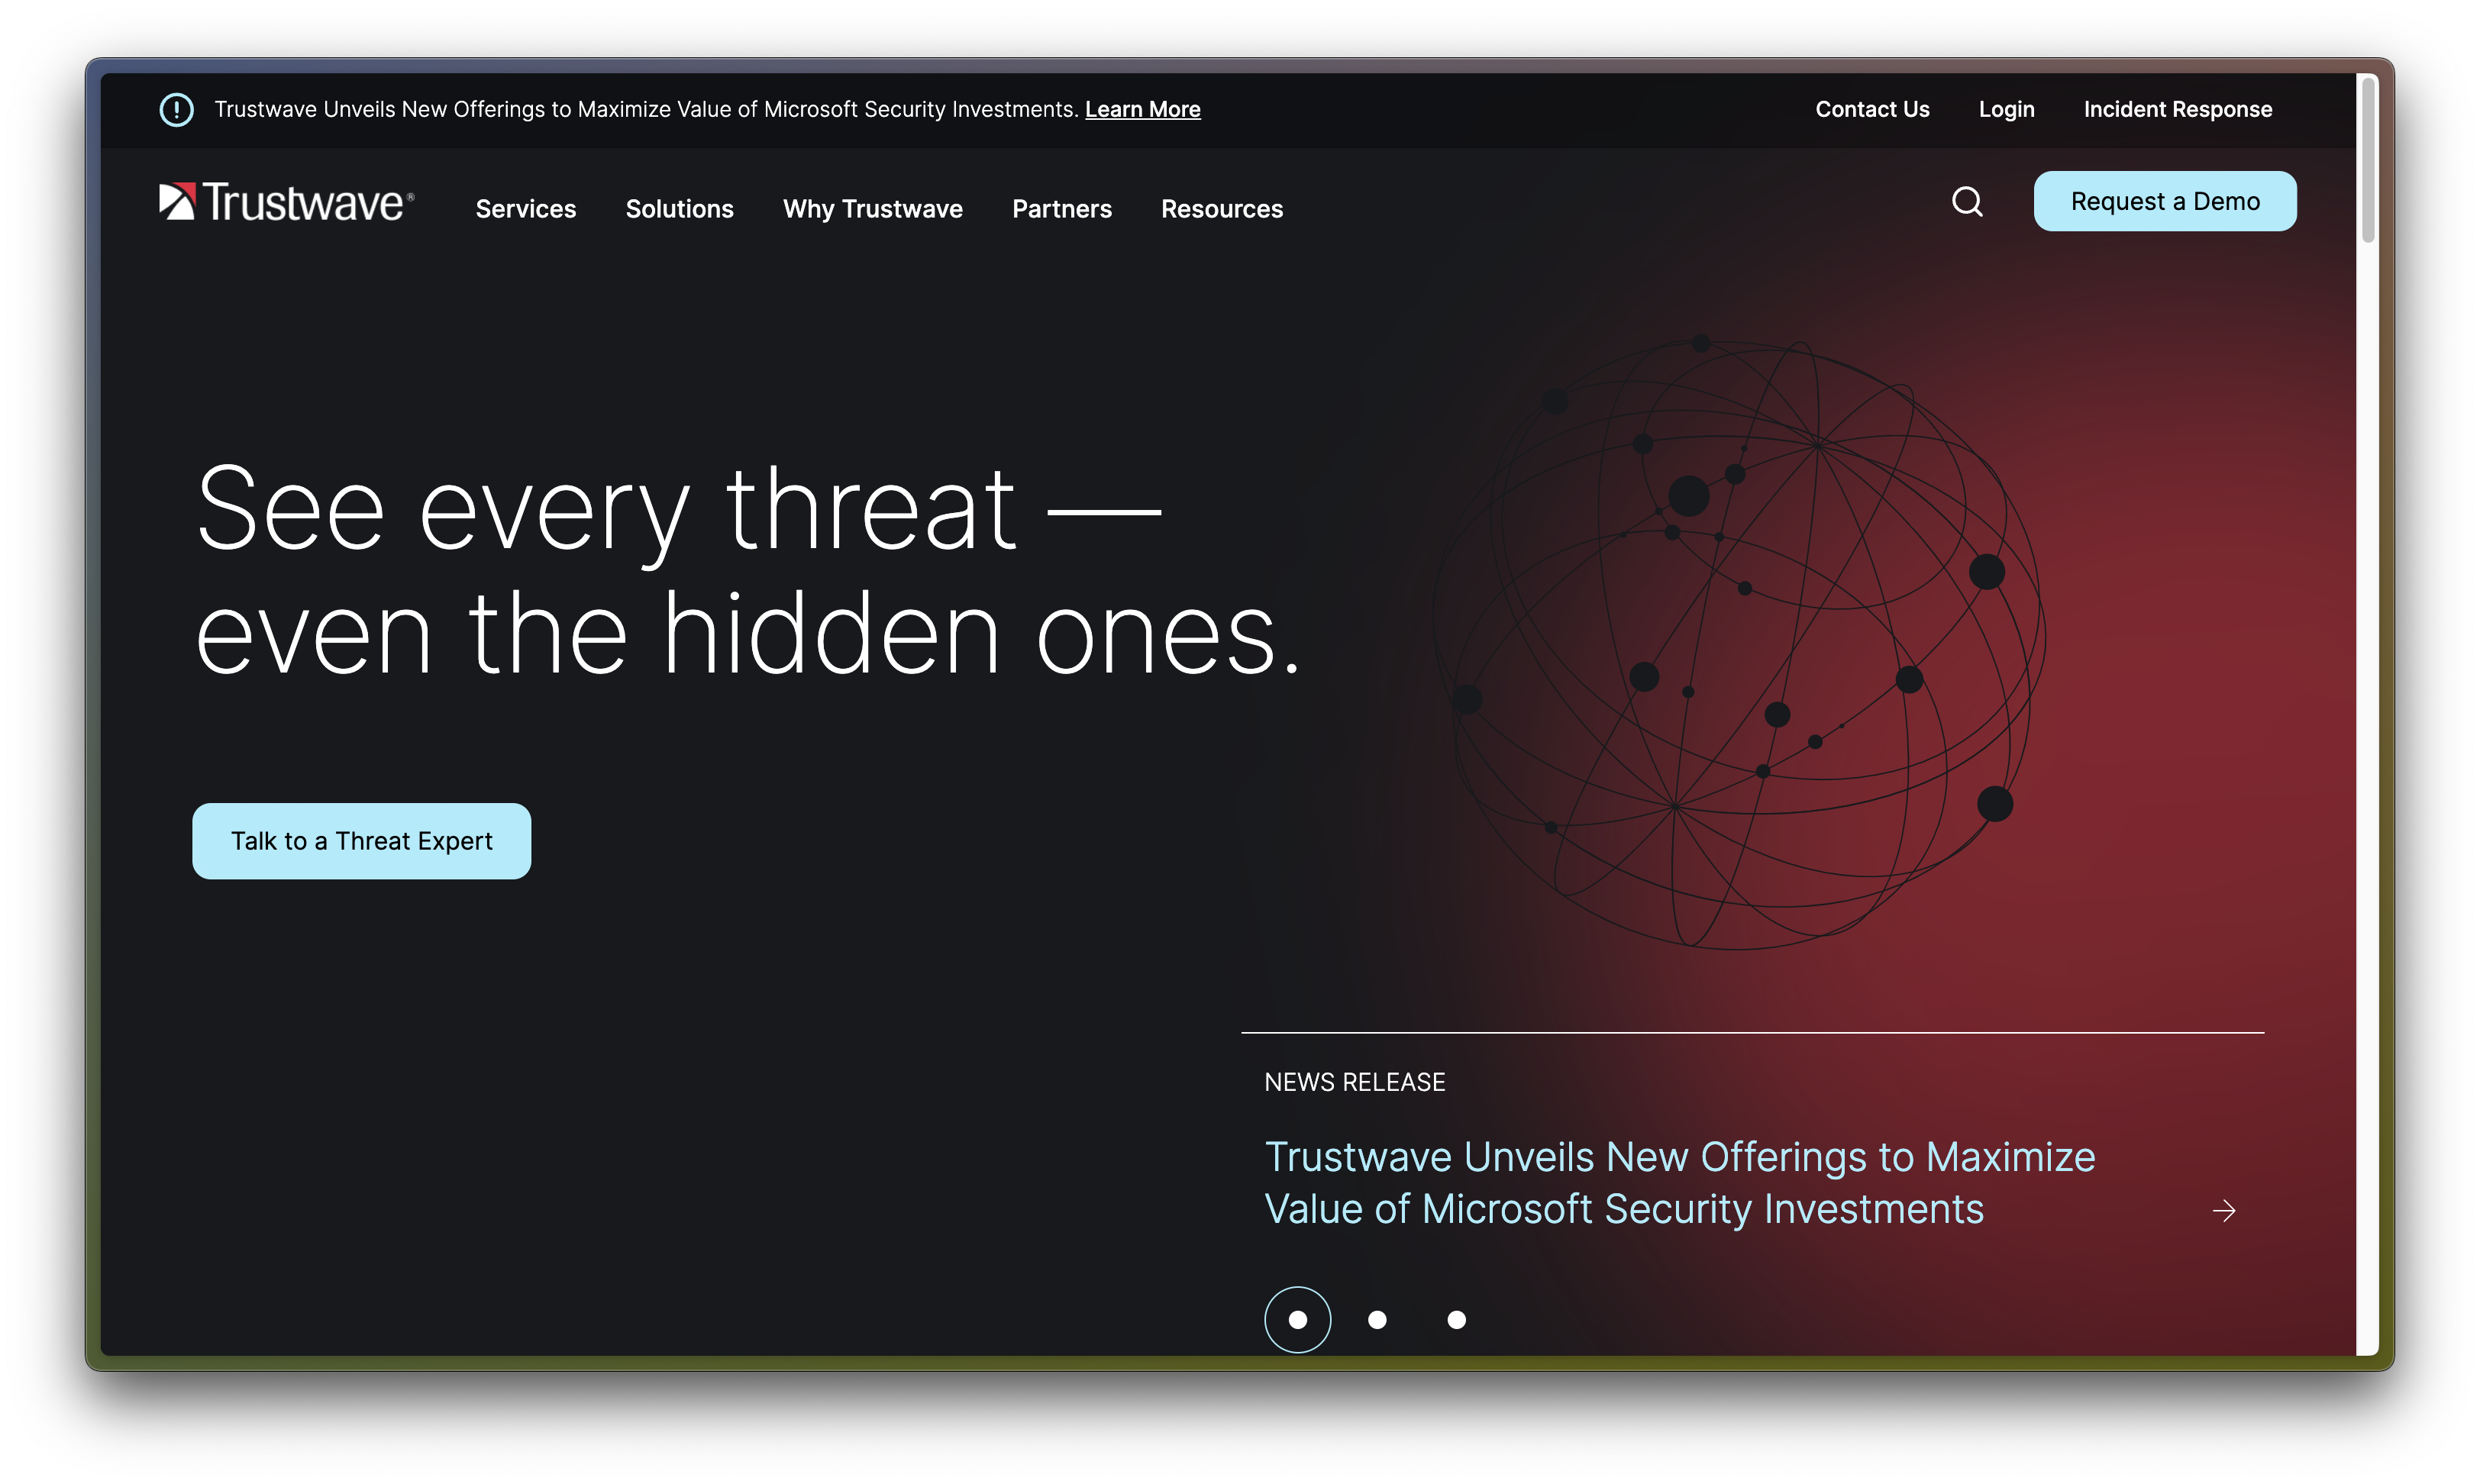 Trustwave Unveils New Offerings to Maximize Value of Microsoft Security Investments. Learn More
Contact Us Login Incident Response
Trustwave®
Services Solutions Why Trustwave Partners Resources
Request a Demo
See every threat —
even the hidden ones.
Talk to a Threat Expert
NEWS RELEASE
Trustwave Unveils New Offerings to Maximize
Value of Microsoft Security Investments